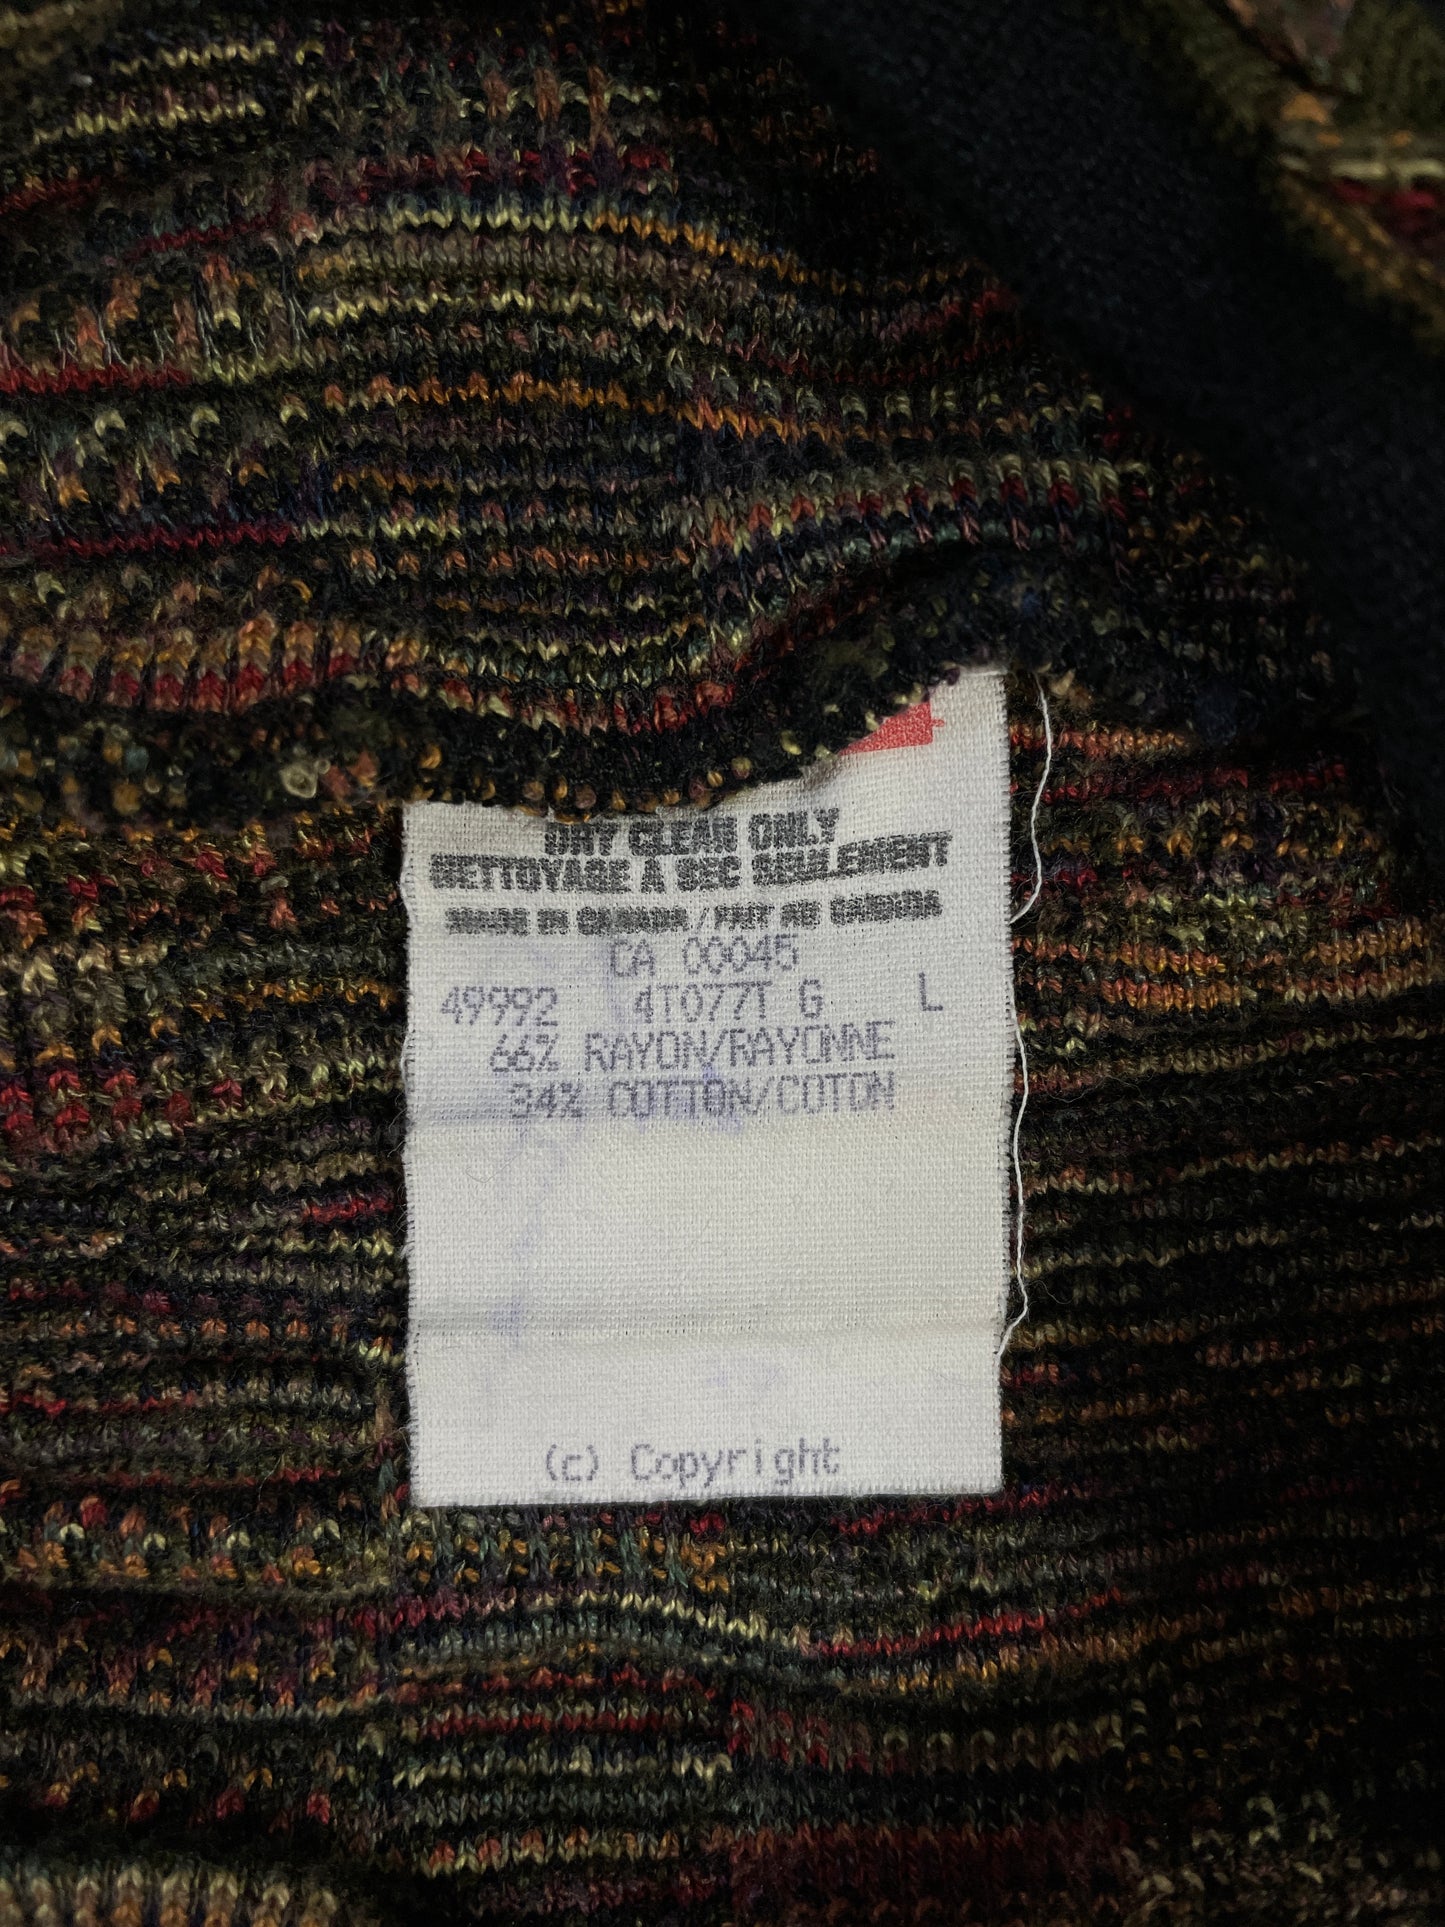 DRY CLEAN ONLY
NETTOYAGE A SEC SEULEMENT
MADE IN CANADA/FAIT AU CANADA
CA 00045
49992 4T077T G L
66% RAYON/RAYONNE
34% COTTON/COTON
(c) Copyright